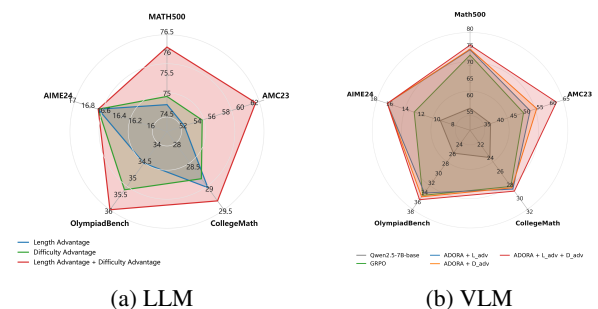 MATH500
76.5
76
75.5
75
74.5
AMC23
52
54
56
58
60
62
CollegeMath
28
28.5
29
29.5
OlympiadBench
34.5
35
35.5
36
AIME24
16
16.2
16.4
16.6
16.8
17
Length Advantage
Difficulty Advantage
Length Advantage + Difficulty Advantage
(a) LLM
Math500
80
75
70
65
60
55
AMC23
35
40
45
50
55
60
65
CollegeMath
22
24
26
28
30
32
OlympiadBench
26
28
30
32
34
36
38
AIME24
8
10
12
14
16
18
Qwen2.5-7B-base
GRPO
ADORA + L_adv
ADORA + D_adv
ADORA + L_adv + D_adv
(b) VLM